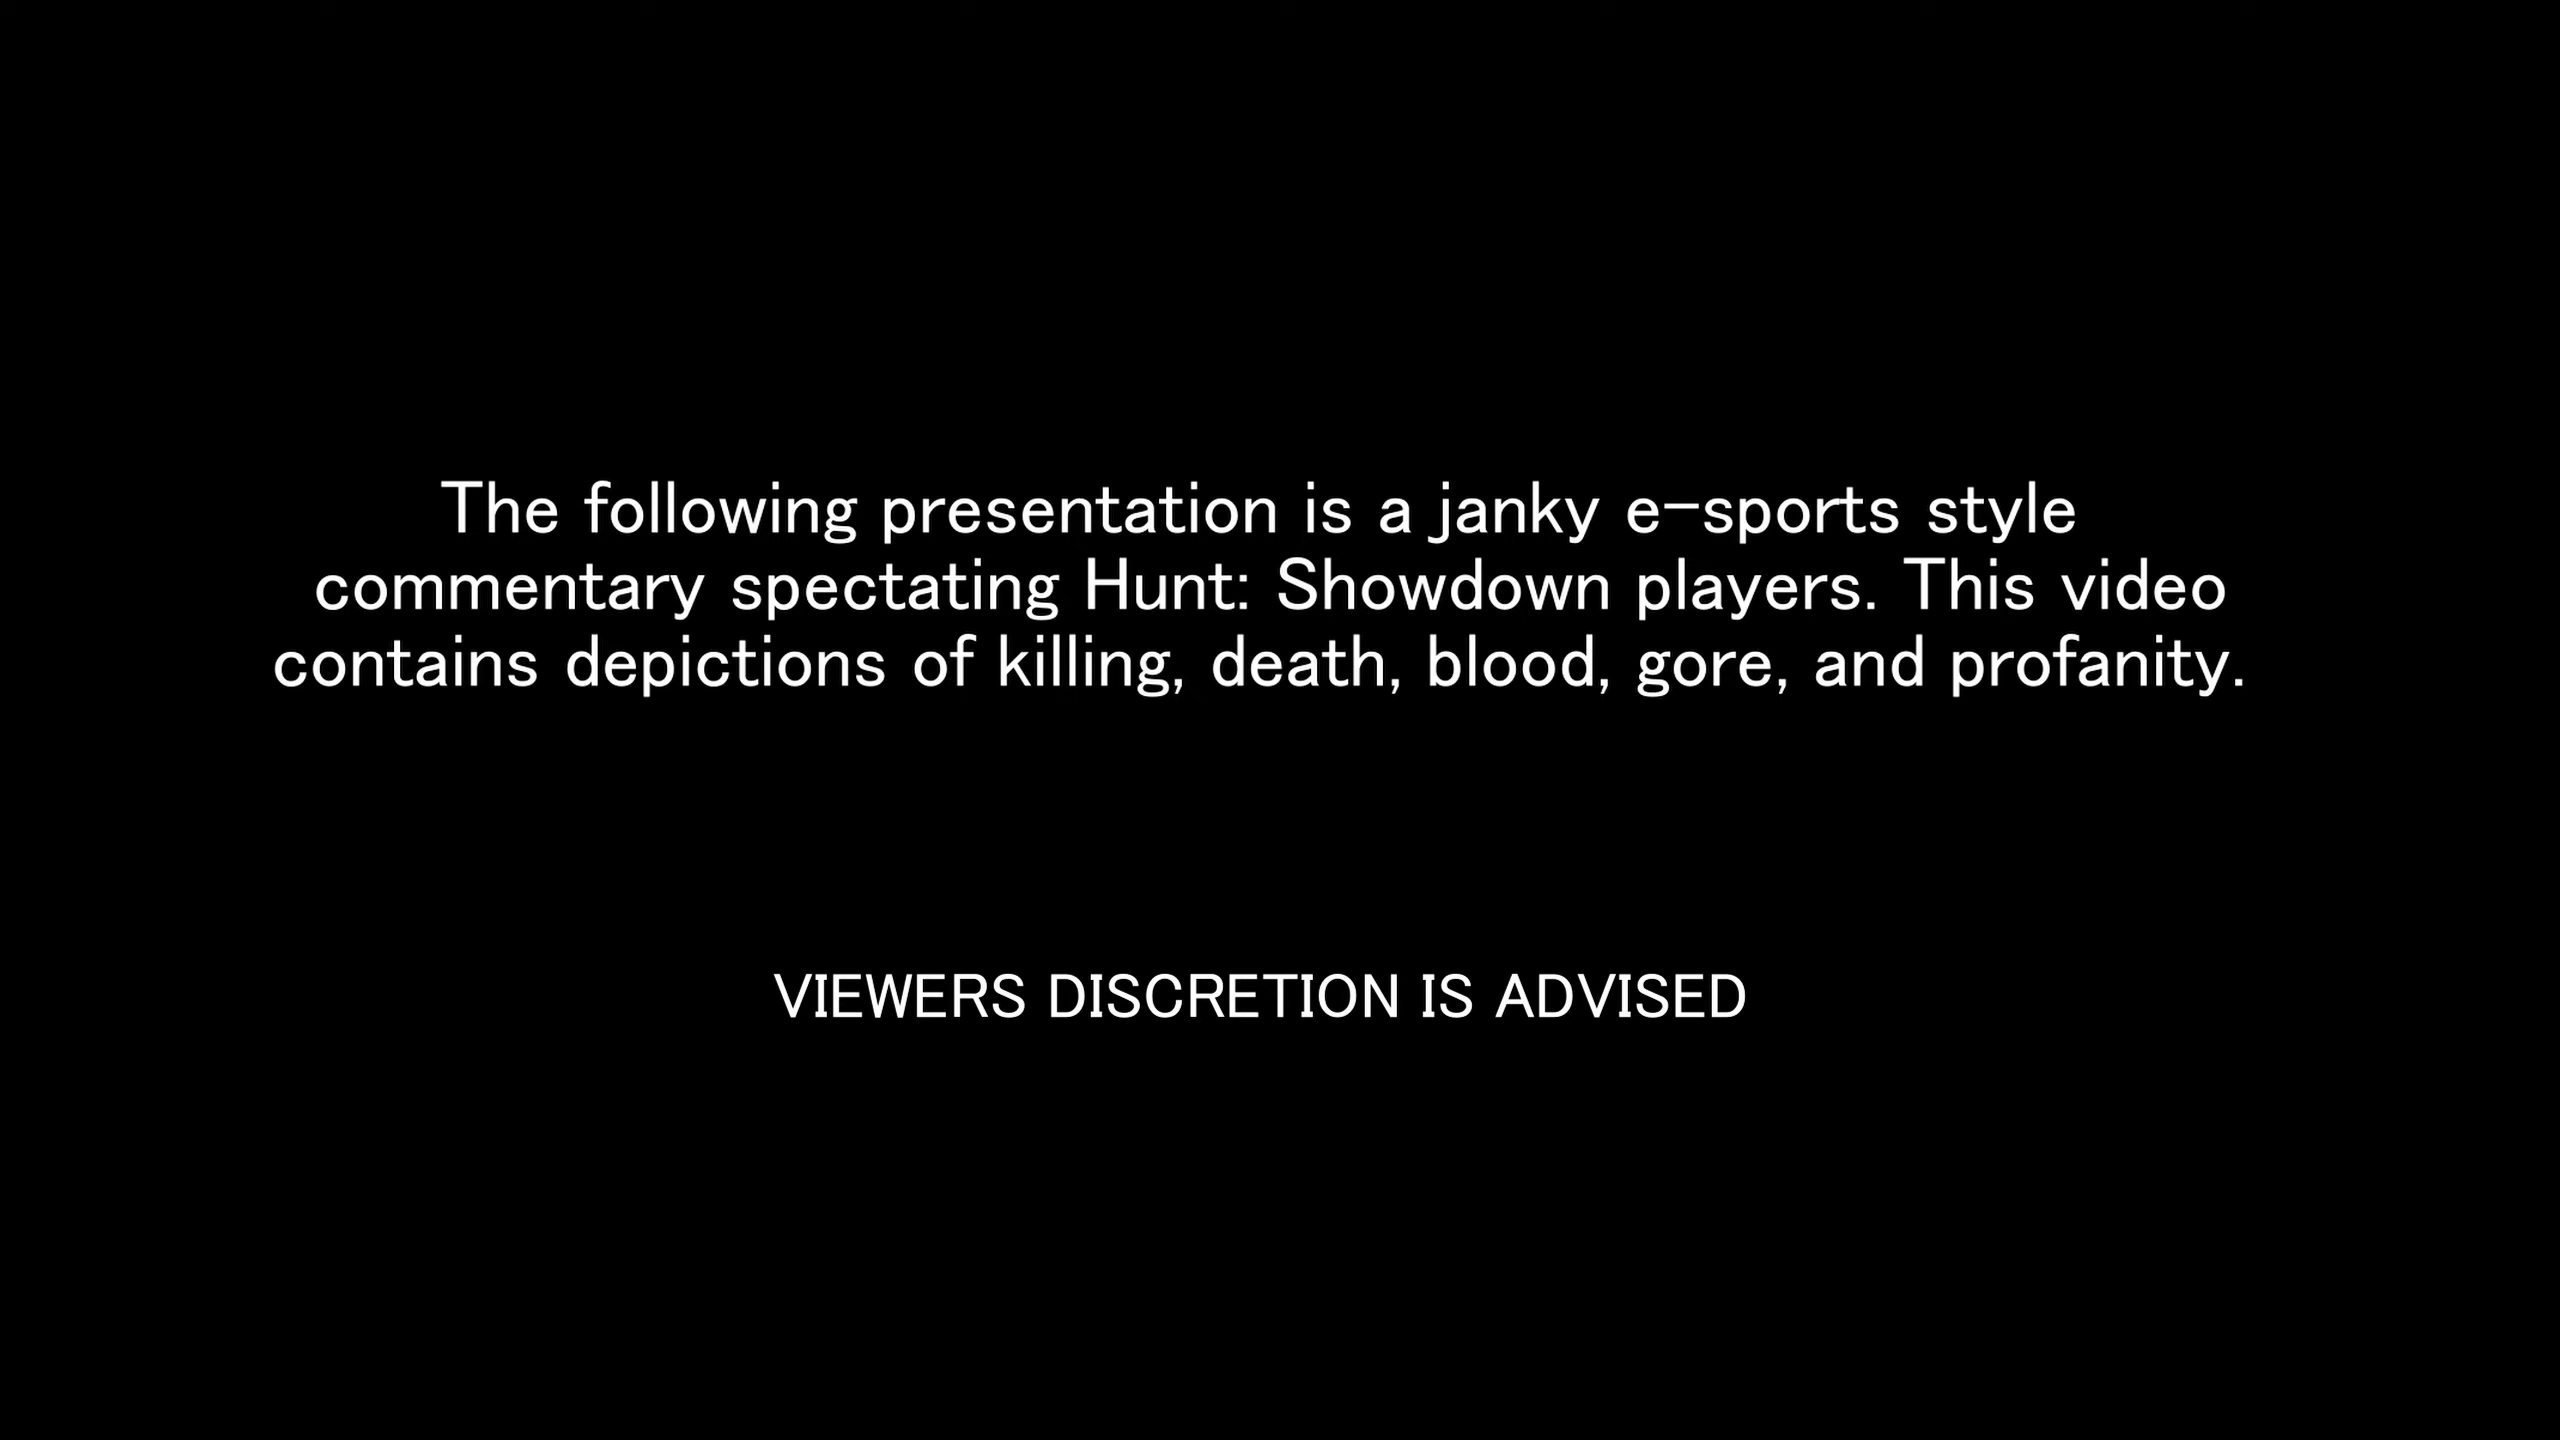 The following presentation is a janky e-sports style
commentary spectating Hunt: Showdown players. This video
contains depictions of killing, death, blood, gore, and profanity.
VIEWERS DISCRETION IS ADVISED